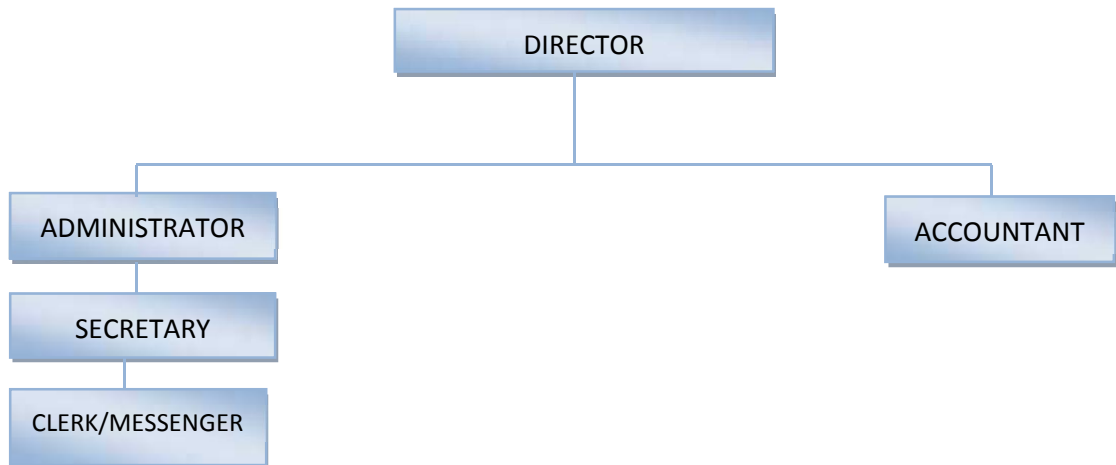 DIRECTOR
ADMINISTRATOR
ACCOUNTANT
SECRETARY
CLERK/MESSENGER